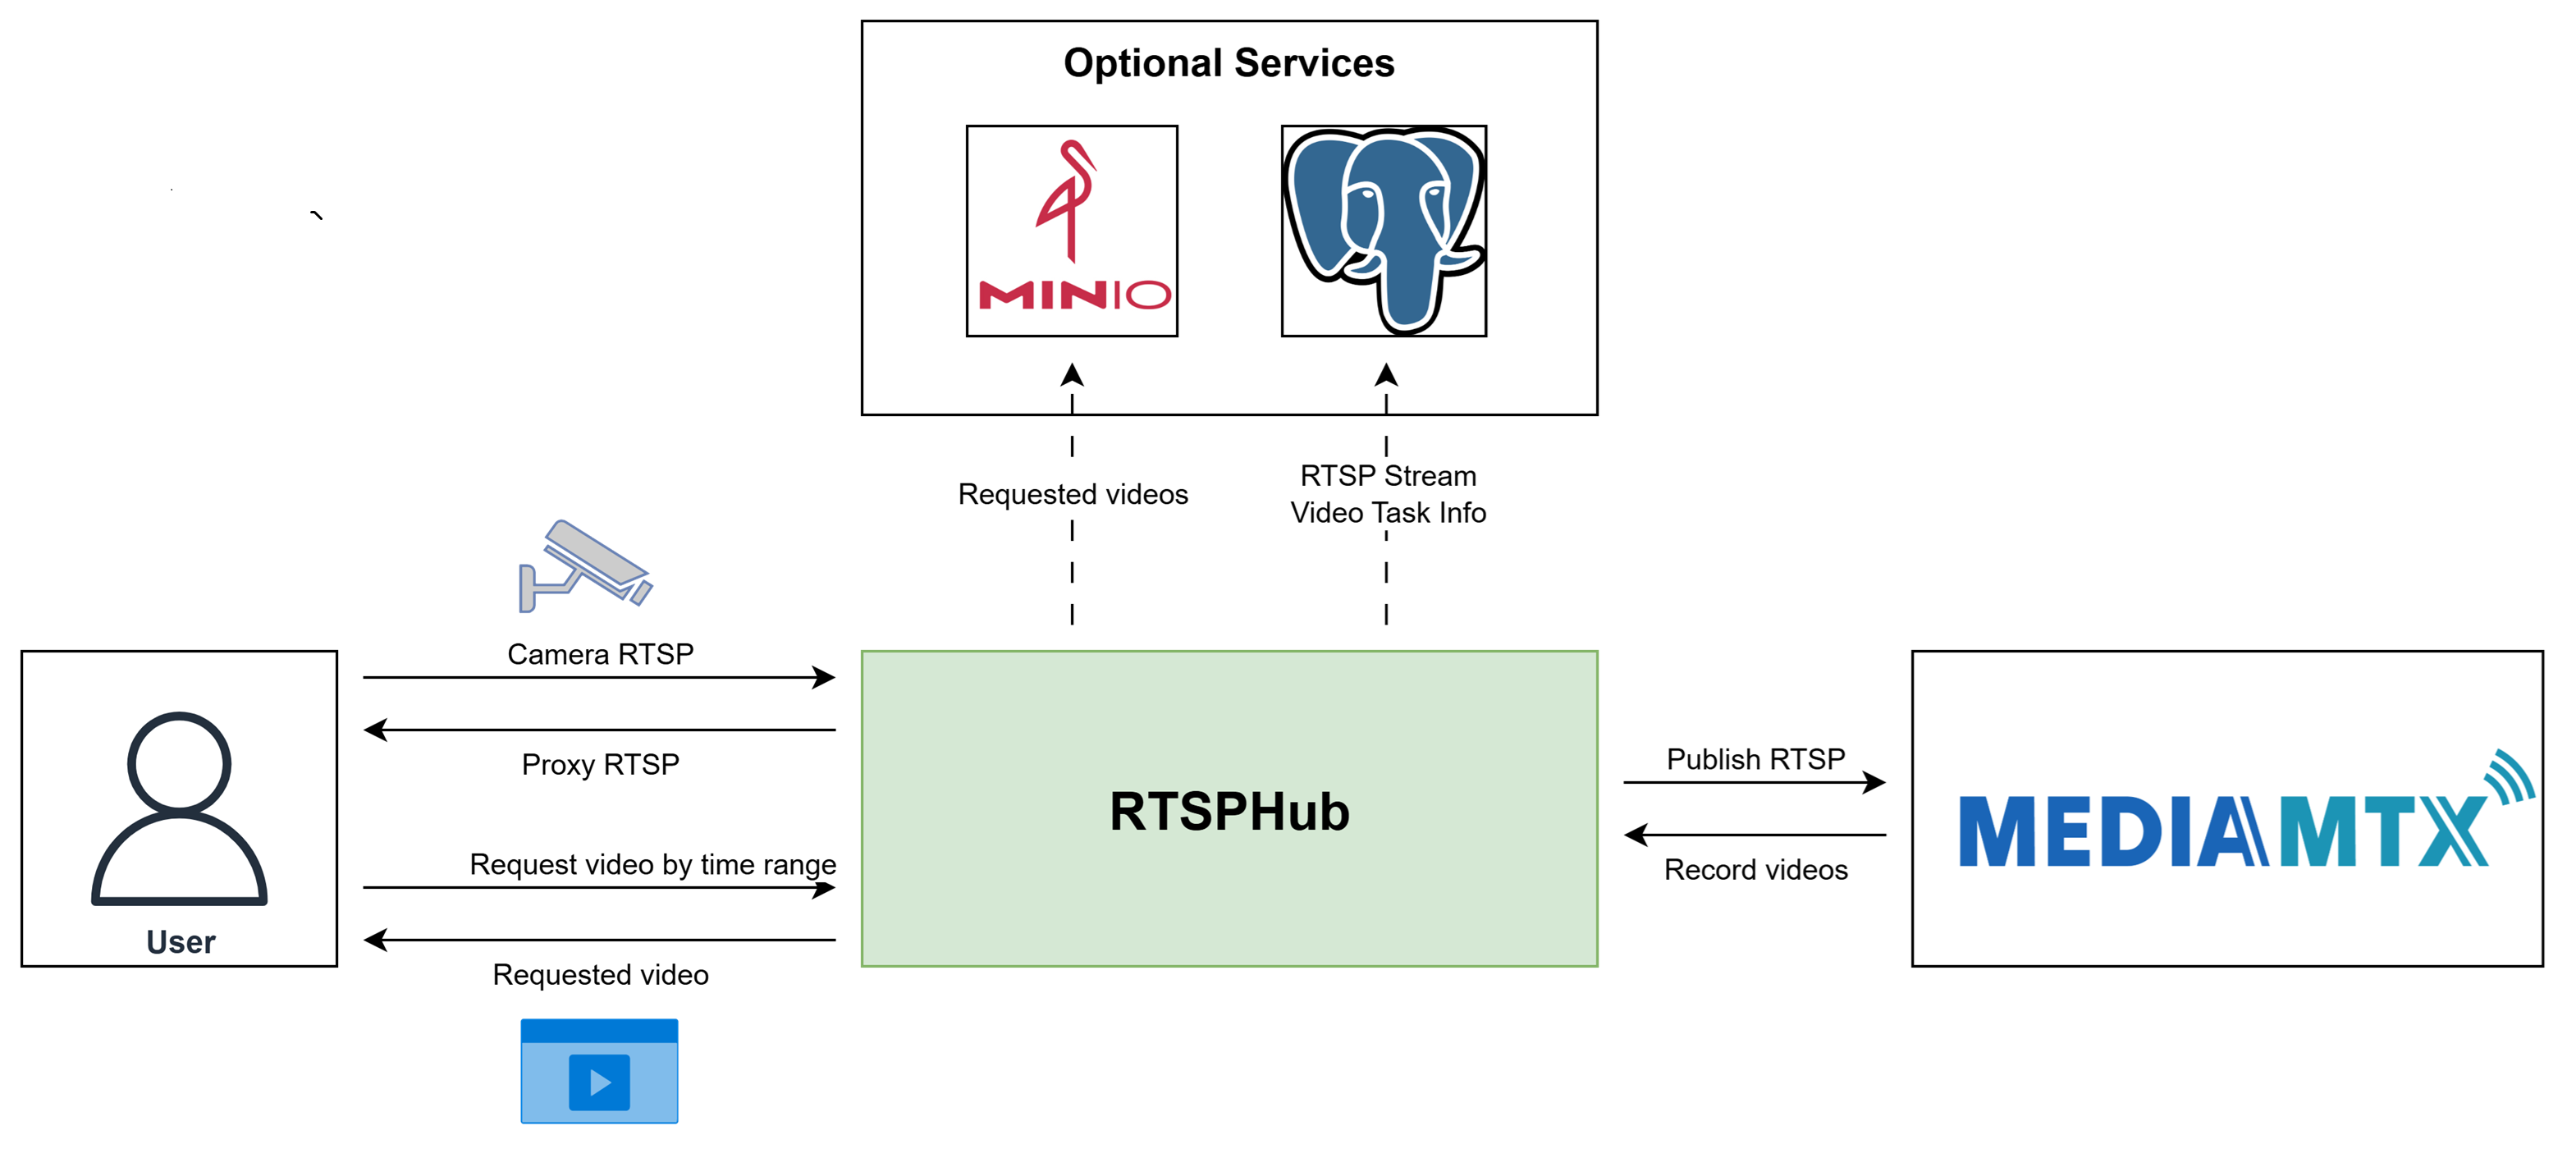 Optional Services
MINIO
Requested videos
RTSP Stream
Video Task Info
Camera RTSP
Proxy RTSP
Request video by time range
Requested video
User
RTSPHub
Publish RTSP
Record videos
MEDIAMTX